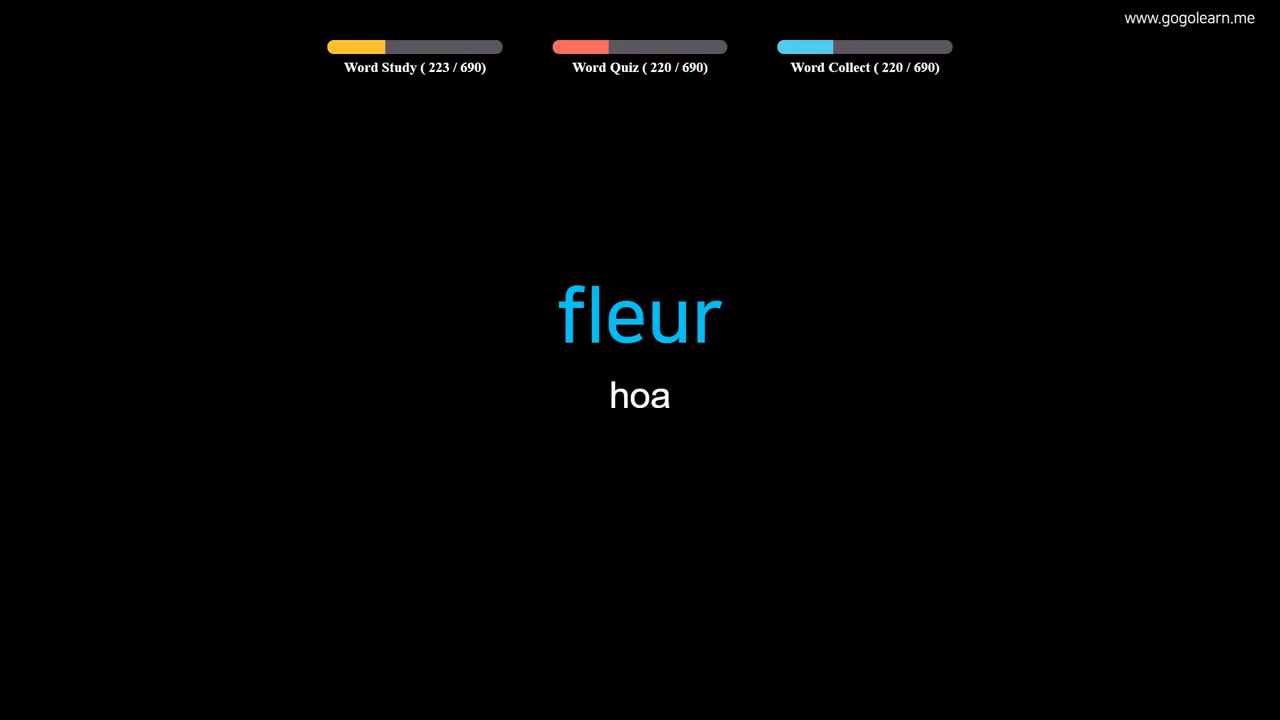 www.gogolearn.me
Word Study ( 223 / 690)
Word Quiz ( 220 / 690)
Word Collect ( 220 / 690)
fleur
hoa